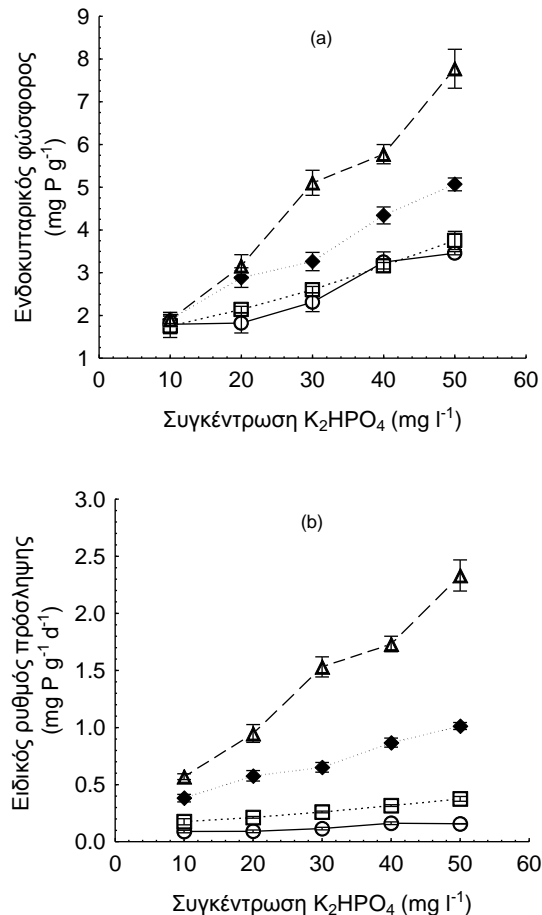 (a)
Ενδοκυτταρικός φώσφορος
(mg P g⁻¹)
9
8
7
6
5
4
3
2
1
0 10 20 30 40 50 60
Συγκέντρωση K₂HPO₄ (mg l⁻¹)
(b)
Ειδικός ρυθμός πρόσληψης
(mg P g⁻¹ d⁻¹)
3.0
2.5
2.0
1.5
1.0
0.5
0.0
0 10 20 30 40 50 60
Συγκέντρωση K₂HPO₄ (mg l⁻¹)